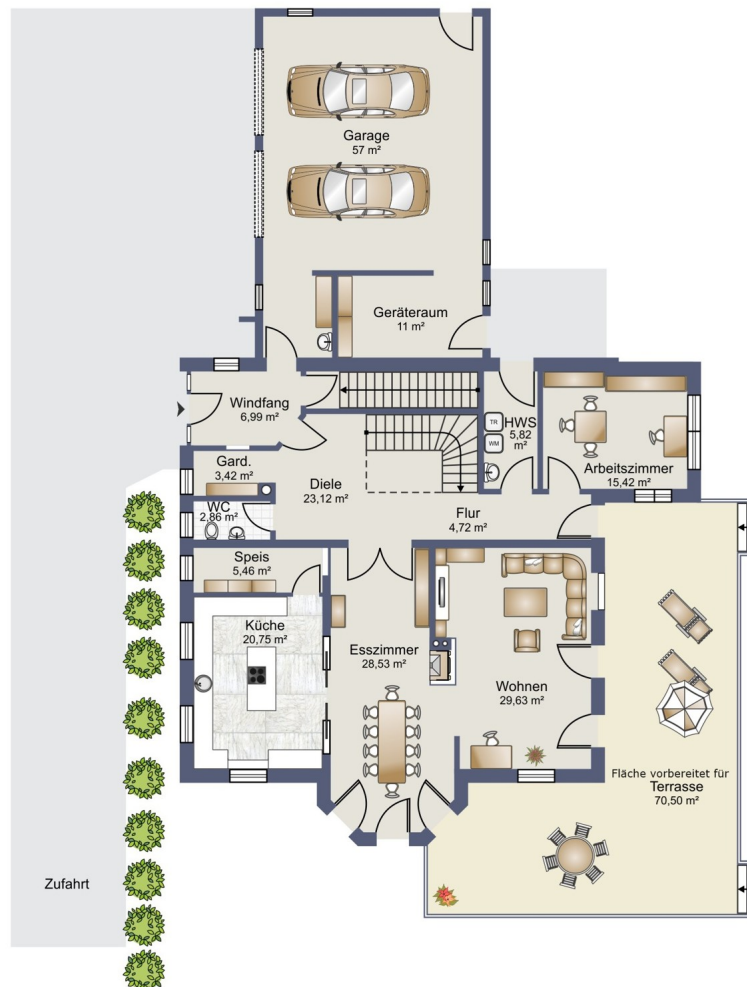 Garage
57 m²
Geräteraum
11 m²
Windfang
6,99 m²
HWS
5,82
m²
TR
WM
Gard.
3,42 m²
Arbeitszimmer
15,42 m²
Diele
23,12 m²
WC
2,86 m²
Flur
4,72 m²
Speis
5,46 m²
Küche
20,75 m²
Esszimmer
28,53 m²
Wohnen
29,63 m²
Fläche vorbereitet für
Terrasse
70,50 m²
Zufahrt